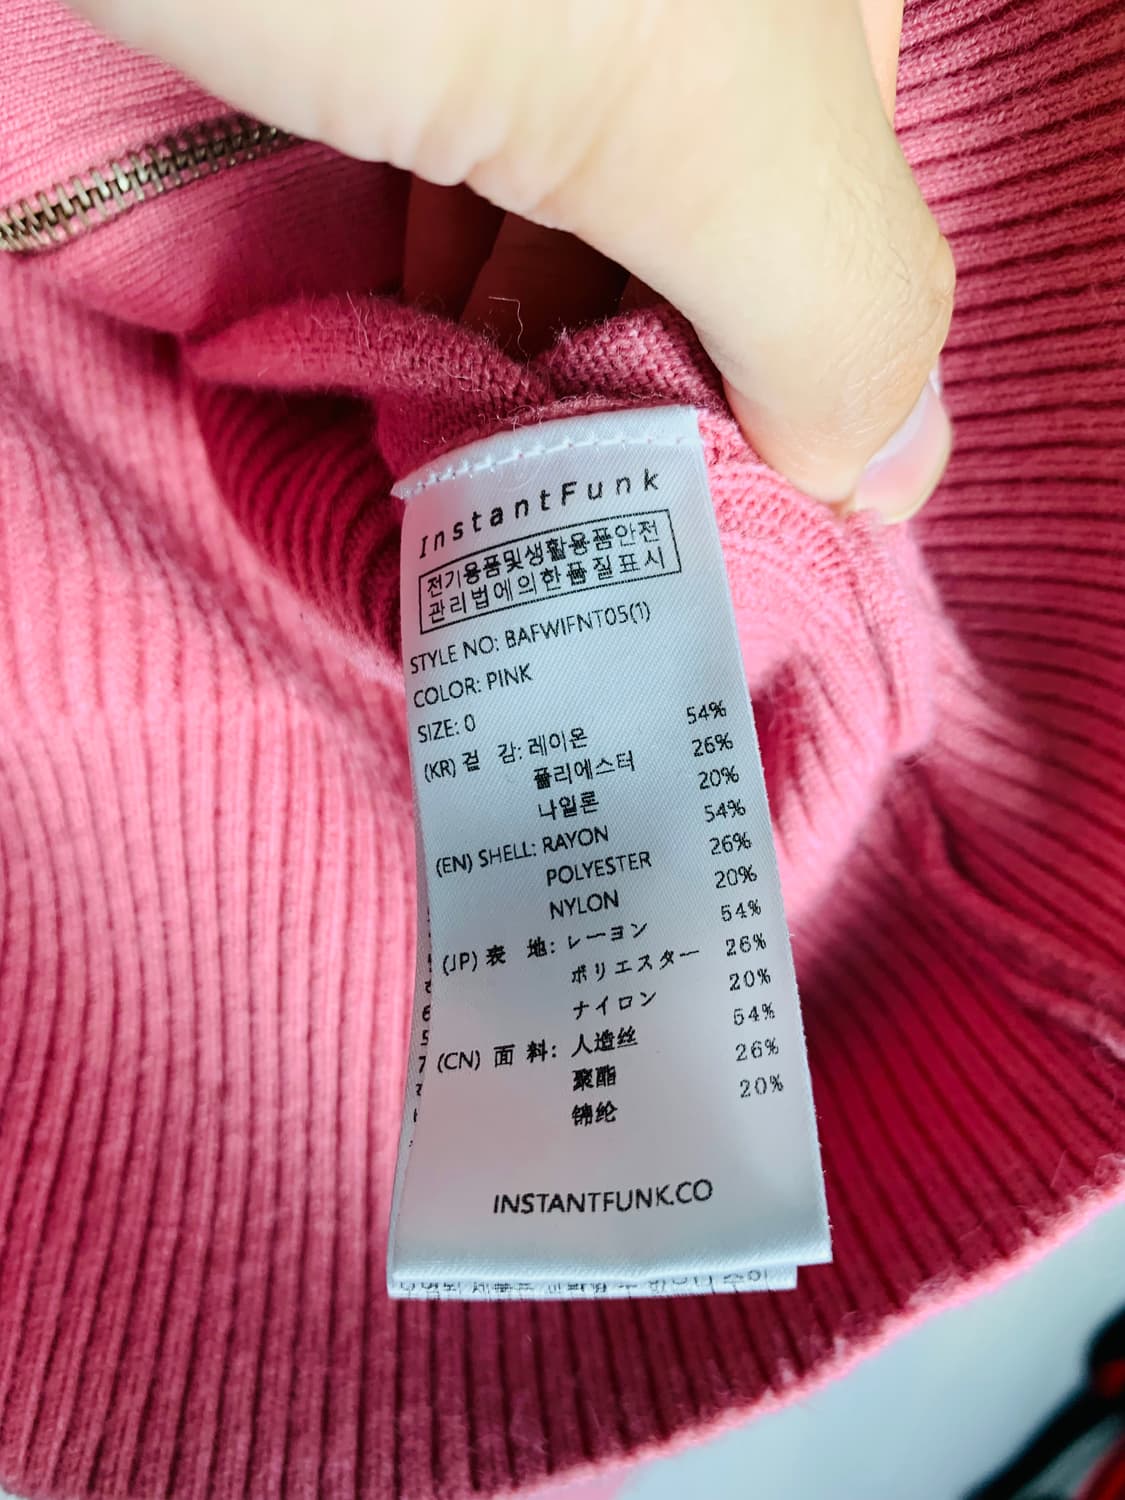 InstantFunk
전기용품및생활용품안전
관리법에의한품질표시
STYLE NO: BAFWIFNT05(1)
COLOR: PINK
SIZE: 0
(KR) 겉 감: 레이온 54%
폴리에스터 26%
나일론 20%
(EN) SHELL: RAYON 54%
POLYESTER 26%
NYLON 20%
(JP) 表 地: レーヨン 54%
ポリエステター 26%
ナイロン 20%
(CN) 面 料: 人造丝 54%
聚酯 26%
锦纶 20%
INSTANTFUNK.CO